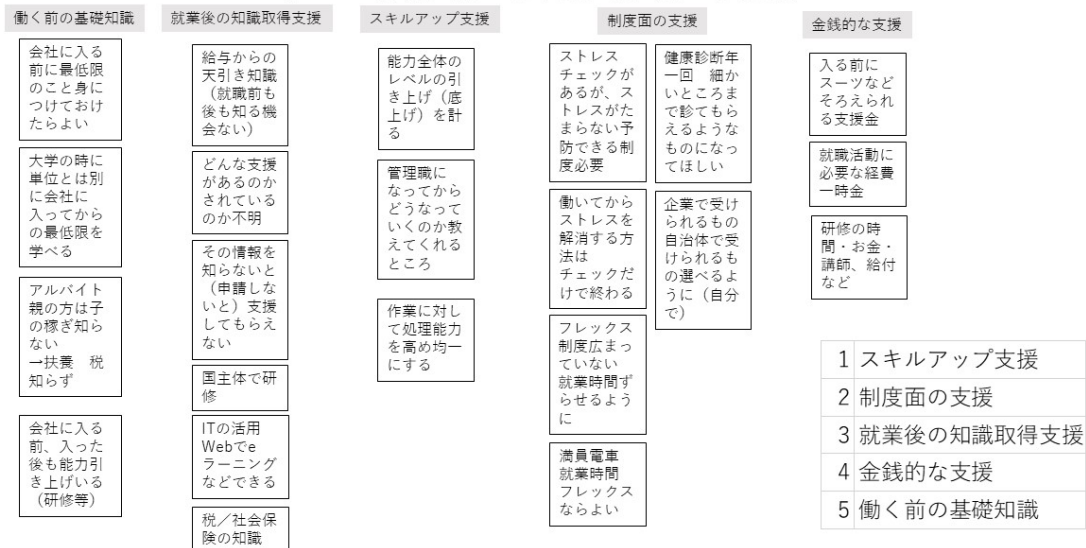 働く前の基礎知識
会社に入る
前に最低限
のこと身に
つけておけ
たらよい
大学の時に
単位とは別
に会社に
入ってから
の最低限を
学べる
アルバイト
親の方は子
の稼ぎ知ら
ない
→扶養 税
知らず
会社に入る
前、入った
後も能力引
き上げいる
（研修等）
就業後の知識取得支援
給与からの
天引き知識
（就職前も
後も知る機
会ない）
どんな支援
があるのか
されている
のか不明
その情報を
知らないと
（申請しな
いと）支援
してもらえ
ない
国主体で研
修
ITの活用
Webでe
ラーニング
などできる
税／社会保
険の知識
スキルアップ支援
能力全体の
レベルの引
き上げ（底
上げ）を計
る
管理職に
なってから
どうなって
いくのか教
えてくれる
ところ
作業に対し
て処理能力
を高め均一
にする
制度面の支援
ストレス
チェックが
あるが、ス
トレスがた
まらない予
防できる制
度必要
働いてから
ストレスを
解消する方
法は
チェックだ
けで終わる
フレックス
制度広まっ
ていない
就業時間ず
らせるよう
に
満員電車
就業時間
フレックス
ならよい
健康診断年
一回 細か
いところま
で診てもら
えるような
ものになっ
てほしい
企業で受け
られるもの
自治体で受
けられるも
の選べるよ
うに（自分
で）
金銭的な支援
入る前に
スーツなど
そろえられ
る支援金
就職活動に
必要な経費
一時金
研修の時
間・お金・
講師、給付
など
1 スキルアップ支援
2 制度面の支援
3 就業後の知識取得支援
4 金銭的な支援
5 働く前の基礎知識